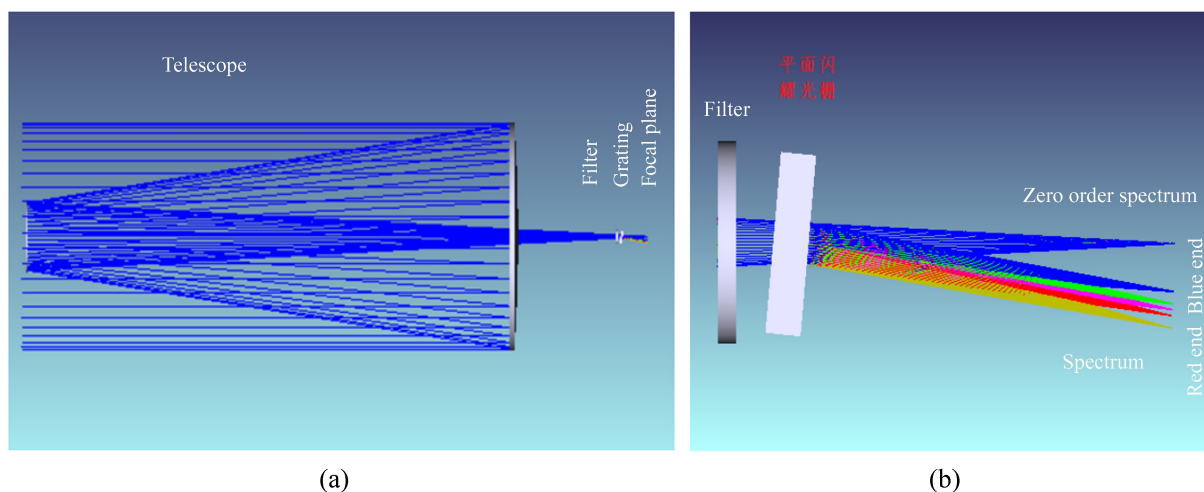 Telescope
Filter
Grating
Focal plane
(a)
平面闪
耀光栅
Filter
Zero order spectrum
Blue end
Red end
Spectrum
(b)